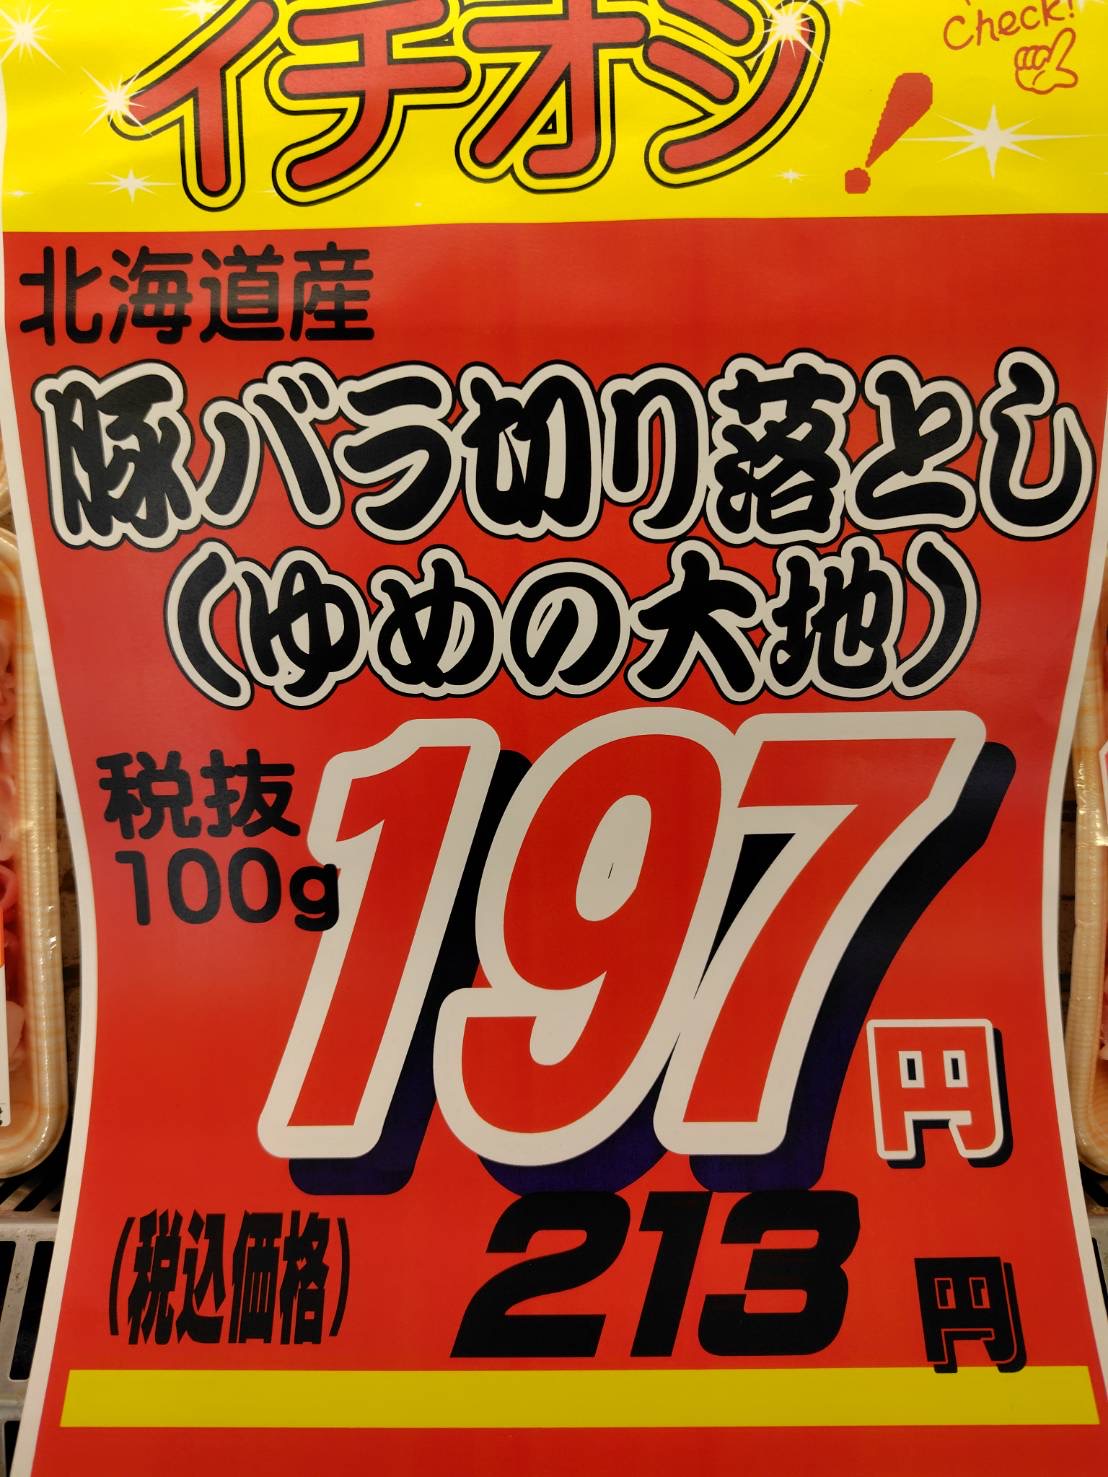 Check!
イチオシ!
北海道産
豚バラ切り落とし
(ゆめの大地)
税抜
100g
197円
(税込価格) 213円